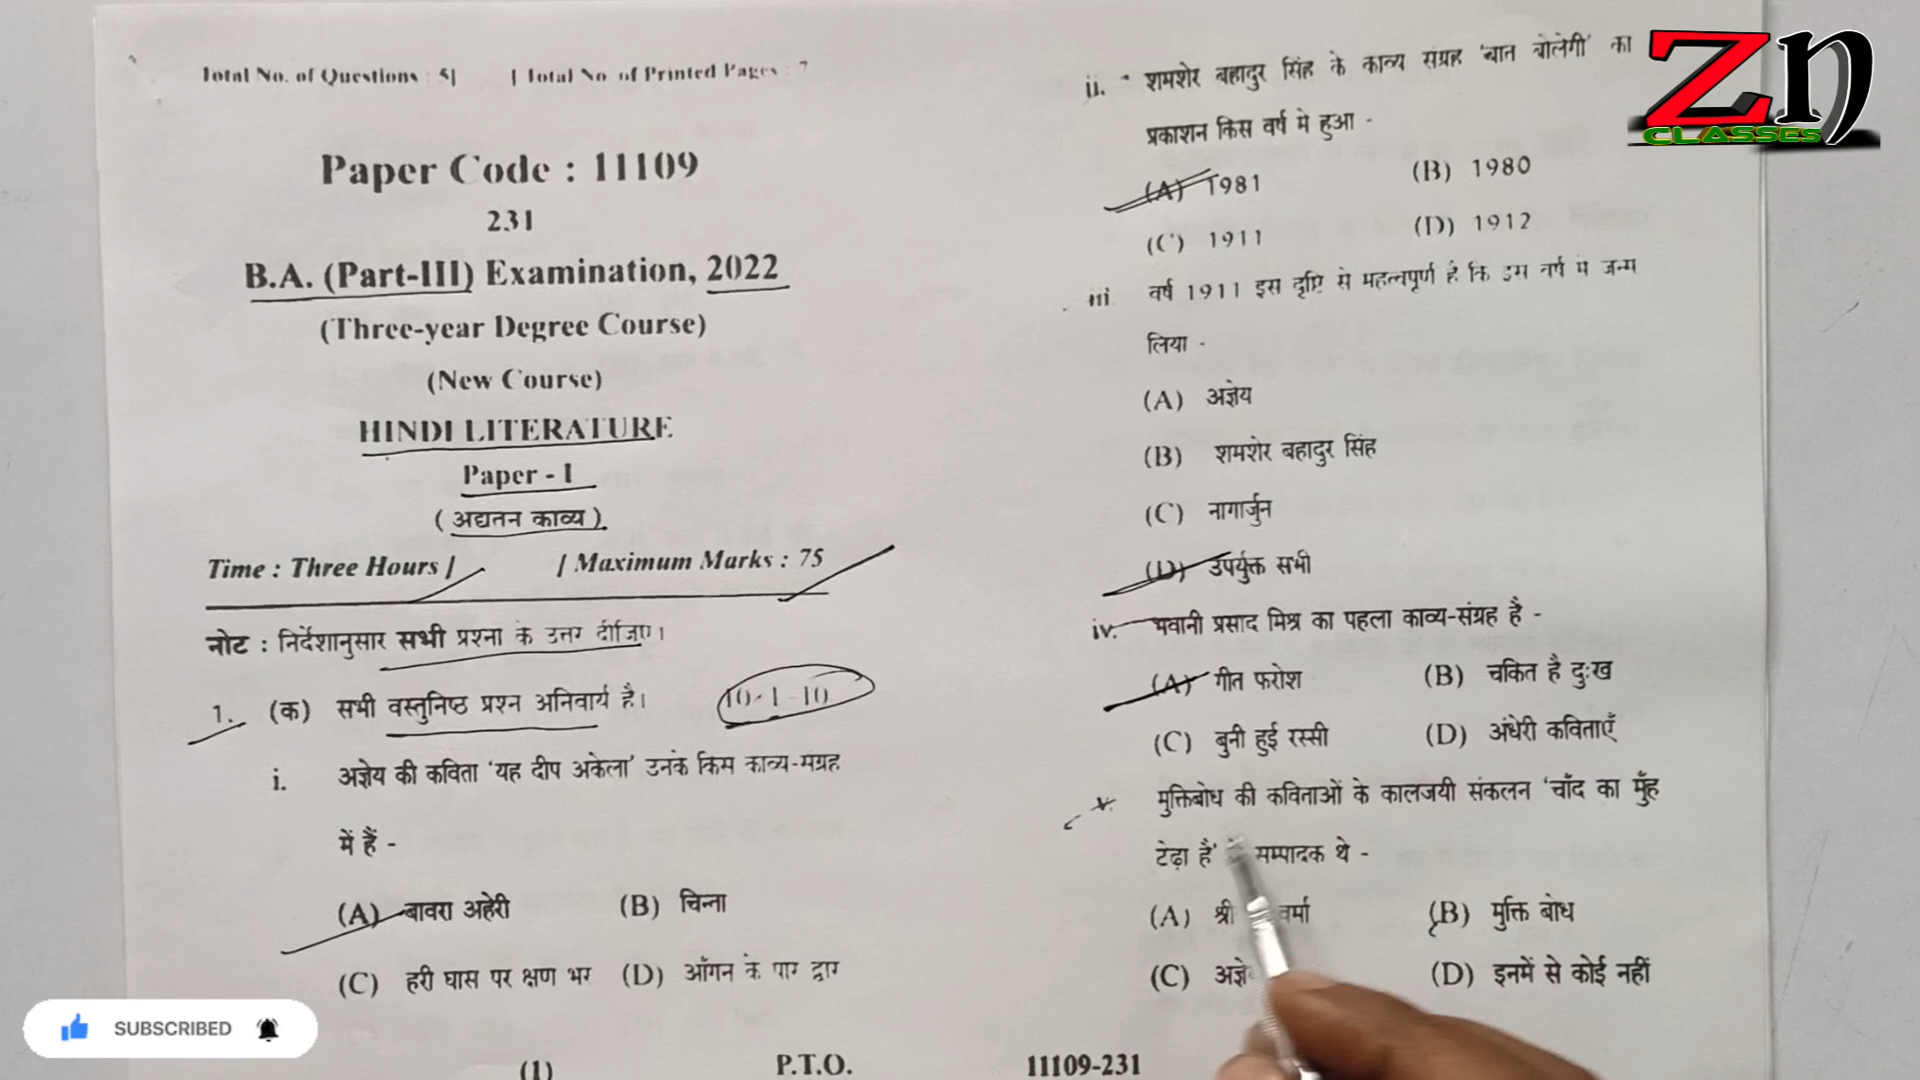 Total No. of Questions : 5] [ Total No. of Printed Pages : 7
Paper Code : 11109
231
B.A. (Part-III) Examination, 2022
(Three-year Degree Course)
(New Course)
HINDI LITERATURE
Paper - I
( अद्यतन काव्य )
Time : Three Hours ] [ Maximum Marks : 75
नोट : निर्देशानुसार सभी प्रश्नों के उत्तर दीजिए।
1. (क) सभी वस्तुनिष्ठ प्रश्न अनिवार्य है। 10×1=10
i. अज्ञेय की कविता 'यह दीप अकेला' उनके किस काव्य-संग्रह
में हैं -
(A) बावरा अहेरी (B) चिन्ता
(C) हरी घास पर क्षण भर (D) आँगन के पार द्वार
(1) P.T.O.
ii. शमशेर बहादुर सिंह के काव्य संग्रह 'बात बोलेगी' का
प्रकाशन किस वर्ष मे हुआ -
(A) 1981 (B) 1980
(C) 1911 (D) 1912
iii. वर्ष 1911 इस दृष्टि से महत्वपूर्ण है कि इस वर्ष में जन्म
लिया -
(A) अज्ञेय
(B) शमशेर बहादुर सिंह
(C) नागार्जुन
(D) उपर्युक्त सभी
iv. भवानी प्रसाद मिश्र का पहला काव्य-संग्रह है -
(A) गीत फरोश (B) चकित है दुःख
(C) बुनी हुई रस्सी (D) अंधेरी कविताएँ
v. मुक्तिबोध की कविताओं के कालजयी संकलन 'चाँद का मुँह
टेढ़ा है' सम्पादक थे -
(A) श्री वर्मा (B) मुक्ति बोध
(C) (D) इनमें से कोई नहीं
11109-231
Zn
CLASSES
SUBSCRIBED